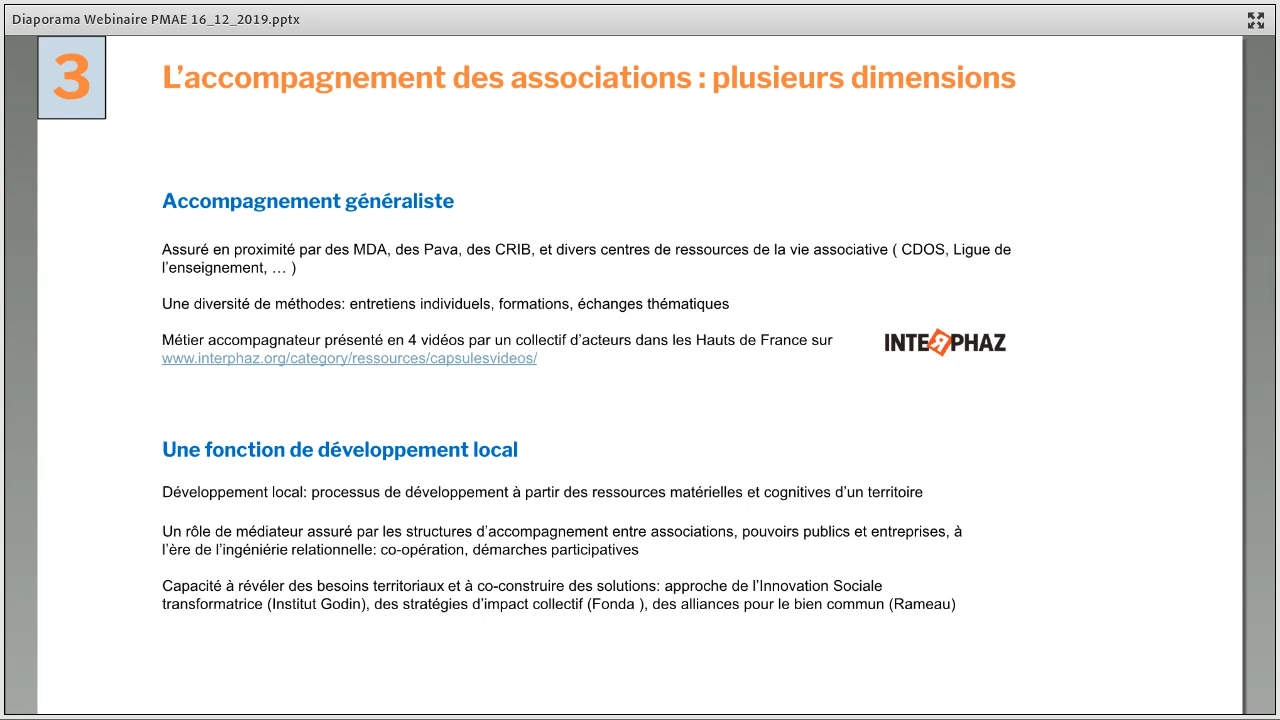 Diaporama Webinaire PMAE 16_12_2019.pptx
3
L’accompagnement des associations : plusieurs dimensions
Accompagnement généraliste
Assuré en proximité par des MDA, des Pava, des CRIB, et divers centres de ressources de la vie associative ( CDOS, Ligue de
l’enseignement, … )
Une diversité de méthodes: entretiens individuels, formations, échanges thématiques
Métier accompagnateur présenté en 4 vidéos par un collectif d’acteurs dans les Hauts de France sur
www.interphaz.org/category/ressources/capsulesvideos/
INTERPHAZ
Une fonction de développement local
Développement local: processus de développement à partir des ressources matérielles et cognitives d’un territoire
Un rôle de médiateur assuré par les structures d’accompagnement entre associations, pouvoirs publics et entreprises, à
l’ère de l’ingéniérie relationnelle: co-opération, démarches participatives
Capacité à révéler des besoins territoriaux et à co-construire des solutions: approche de l’Innovation Sociale
transformatrice (Institut Godin), des stratégies d’impact collectif (Fonda ), des alliances pour le bien commun (Rameau)